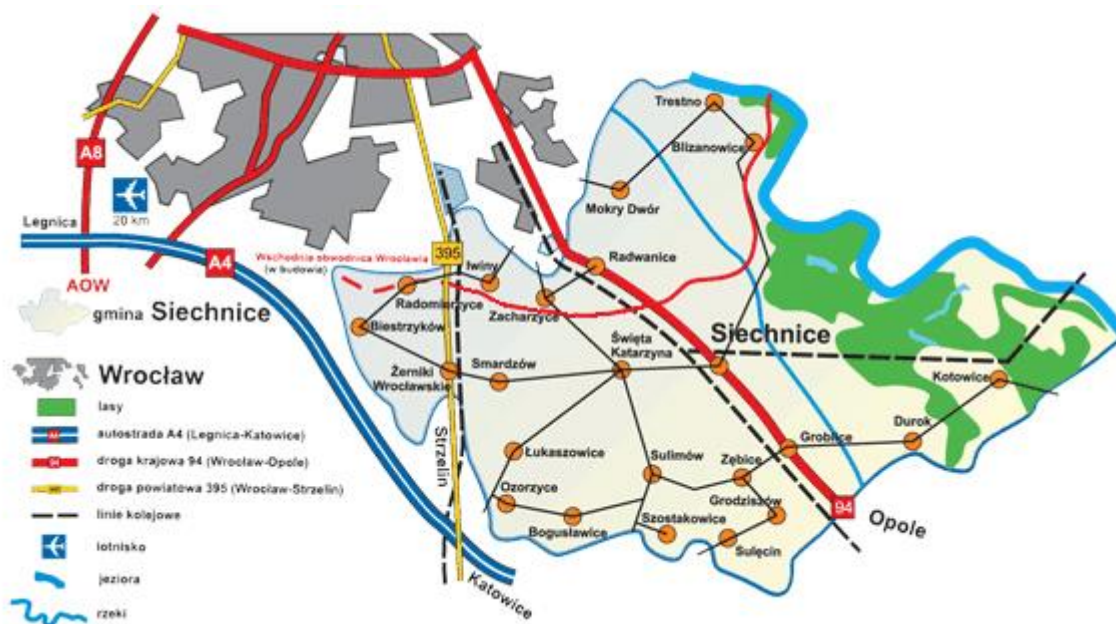 Trestno
Blizanowice
A8
20 km
Mokry Dwór
Legnica
395
A4
Wschodnia obwodnica Wrocławia
(w budowie)
Iwiny
Radwanice
AOW
gmina Siechnice
Radomierzyce
Zacharzyce
Biestrzyków
Siechnice
Święta
Katarzyna
Wrocław
Żerniki
Wrocławskie
Smardzów
Kotowice
lasy
Durok
autostrada A4 (Legnica-Katowice)
Strzelin
Łukaszowice
Groblice
94
droga krajowa 94 (Wrocław-Opole)
Sulimów
Żębice
droga powiatowa 395 (Wrocław-Strzelin)
Ozorzyce
Grodziszów
94
Opole
linie kolejowe
Bogusławice
Szostakowice
Sulęcin
lotnisko
Katowice
jeziora
rzeki